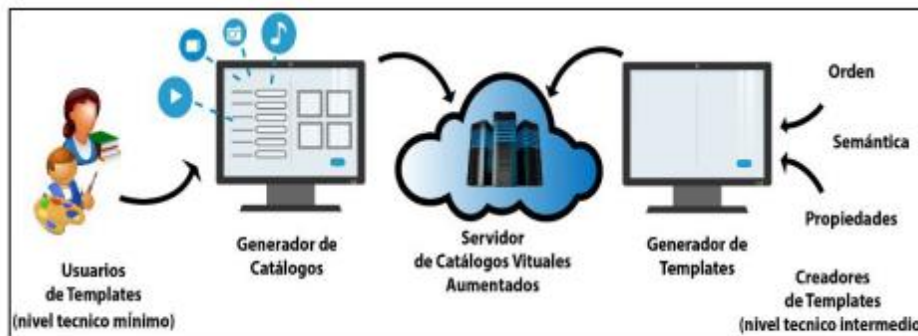 Usuarios
de Templates
(nivel tecnico mínimo)
Generador de
Catálogos
Servidor
de Catálogos Vituales
Aumentados
Generador de
Templates
Orden
Semántica
Propiedades
Creadores
de Templates
(nivel tecnico intermedio